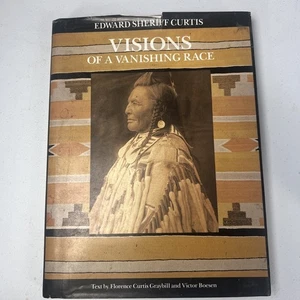 EDWARD SHERIFF CURTIS
VISIONS
OF A VANISHING RACE
Text by Florence Curtis Graybill and Victor Boesen